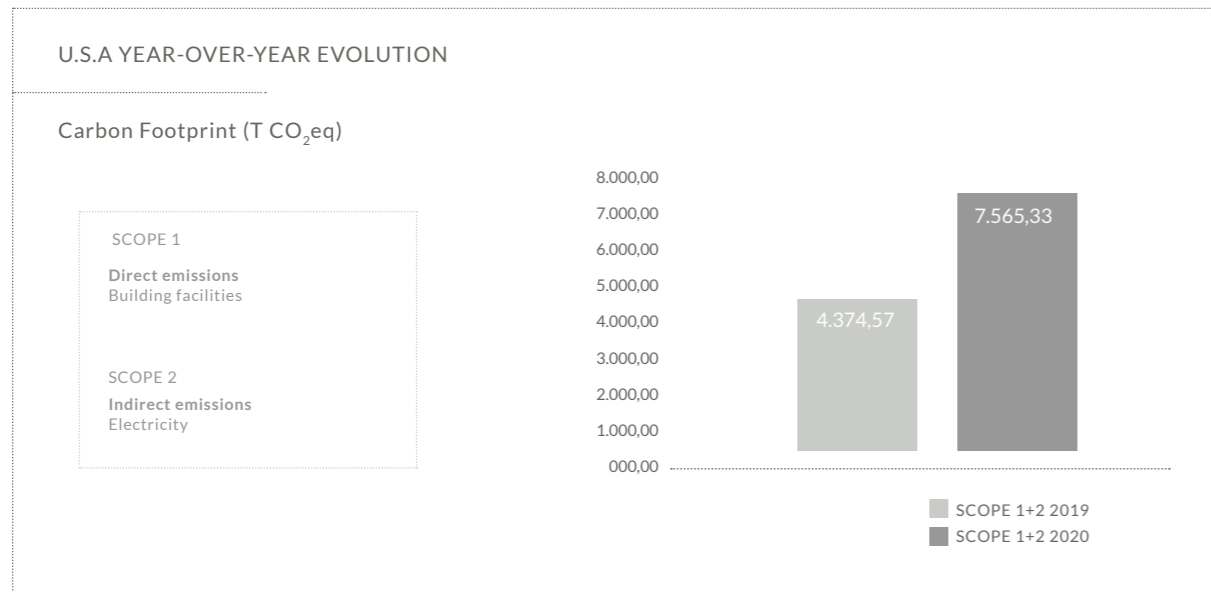 U.S.A YEAR-OVER-YEAR EVOLUTION
Carbon Footprint (T CO₂eq)
SCOPE 1
Direct emissions
Building facilities
SCOPE 2
Indirect emissions
Electricity
8.000,00
7.000,00
6.000,00
5.000,00
4.000,00
3.000,00
2.000,00
1.000,00
000,00
4.374,57
7.565,33
SCOPE 1+2 2019
SCOPE 1+2 2020